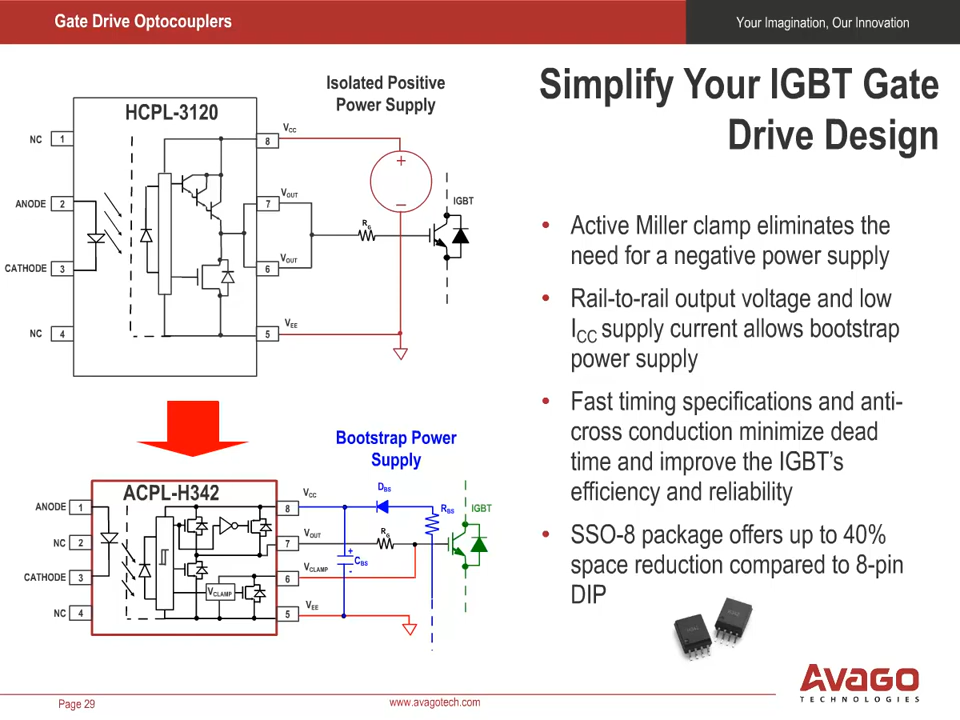 Gate Drive Optocouplers
Your Imagination, Our Innovation
Simplify Your IGBT Gate
Drive Design
Isolated Positive
Power Supply
HCPL-3120
NC 1
ANODE 2
CATHODE 3
NC 4
8 VCC
7 VOUT
6 VOUT
5 VEE
+
−
RG
IGBT
• Active Miller clamp eliminates the
need for a negative power supply
• Rail-to-rail output voltage and low
ICC supply current allows bootstrap
power supply
• Fast timing specifications and anti-
cross conduction minimize dead
time and improve the IGBT’s
efficiency and reliability
• SSO-8 package offers up to 40%
space reduction compared to 8-pin
DIP
Bootstrap Power
Supply
ACPL-H342
ANODE 1
NC 2
CATHODE 3
NC 4
VCLAMP
8 VCC
7 VOUT
6 VCLAMP
5 VEE
DBS
RBS
RG
+
CBS
-
IGBT
AVAGO
TECHNOLOGIES
Page 29
www.avagotech.com